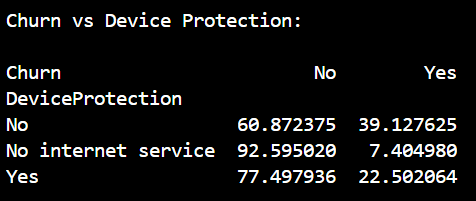 Churn vs Device Protection:
Churn No Yes
DeviceProtection
No 60.872375 39.127625
No internet service 92.595020 7.404980
Yes 77.497936 22.502064